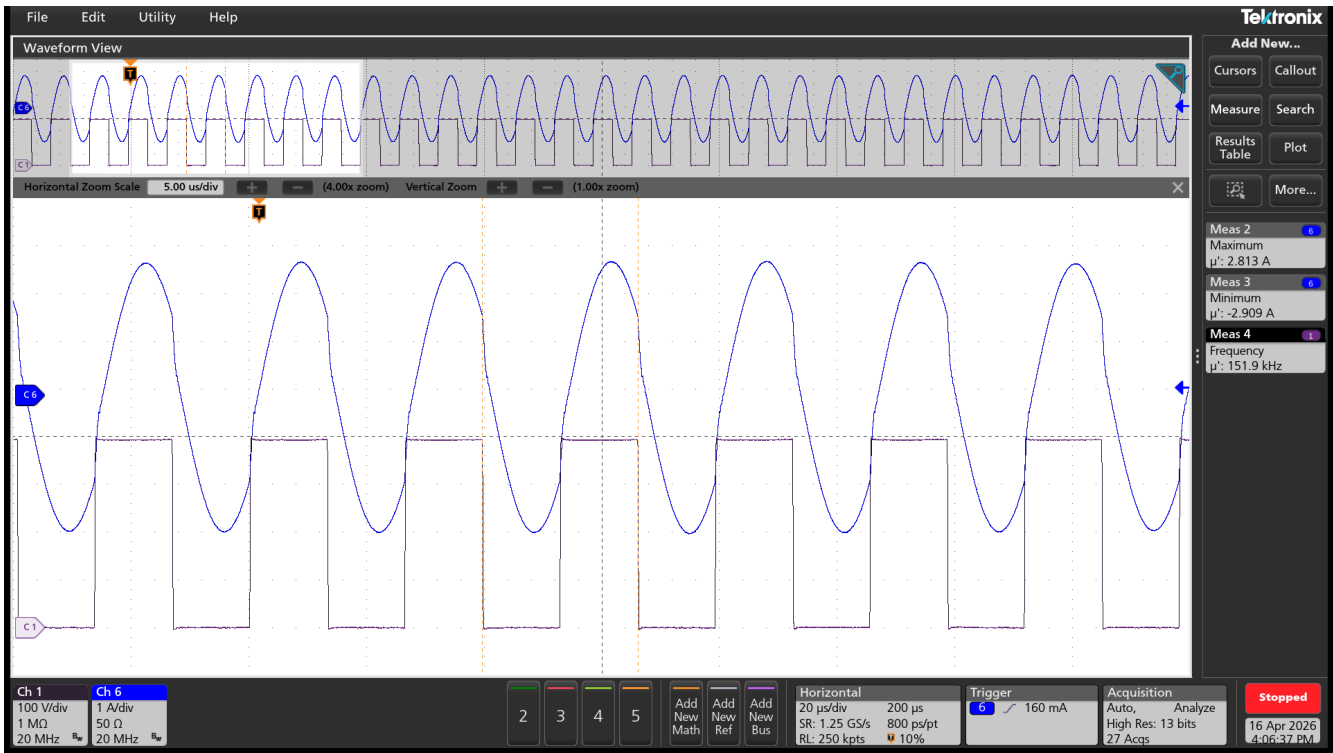 File Edit Utility Help
Tektronix
Waveform View
Add New...
Cursors Callout
Measure Search
Results Table Plot
More...
T
C6
C1
Horizontal Zoom Scale 5.00 us/div + − (4.00x zoom) Vertical Zoom + − (1.00x zoom) ×
T
C6
C1
Meas 2 6
Maximum
µ': 2.813 A
Meas 3 6
Minimum
µ': -2.909 A
Meas 4 1
Frequency
µ': 151.9 kHz
Ch 1
100 V/div
1 MΩ
20 MHz Bw
Ch 6
1 A/div
50 Ω
20 MHz Bw
2 3 4 5
Add New Math
Add New Ref
Add New Bus
Horizontal
20 µs/div 200 µs
SR: 1.25 GS/s 800 ps/pt
RL: 250 kpts T 10%
Trigger
6 160 mA
Acquisition
Auto, Analyze
High Res: 13 bits
27 Acqs
Stopped
16 Apr 2026
4:06:37 PM